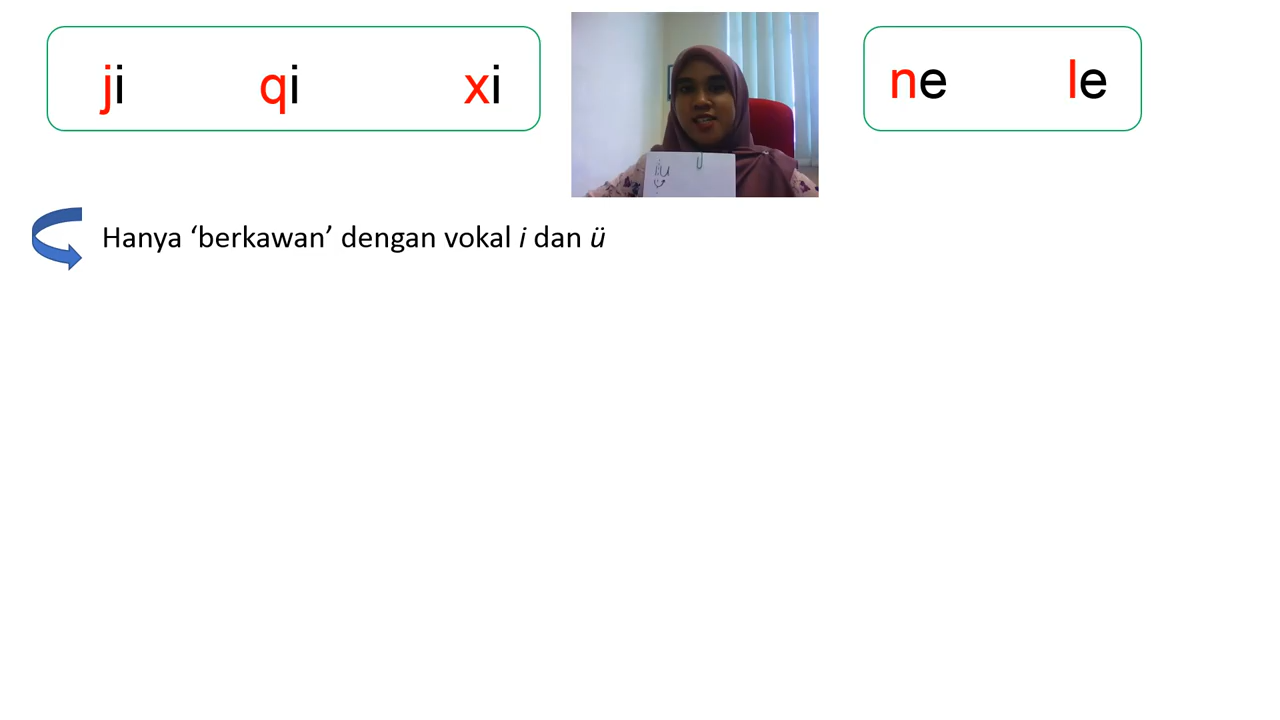 ji qi xi
ne le
Hanya ‘berkawan’ dengan vokal i dan ü